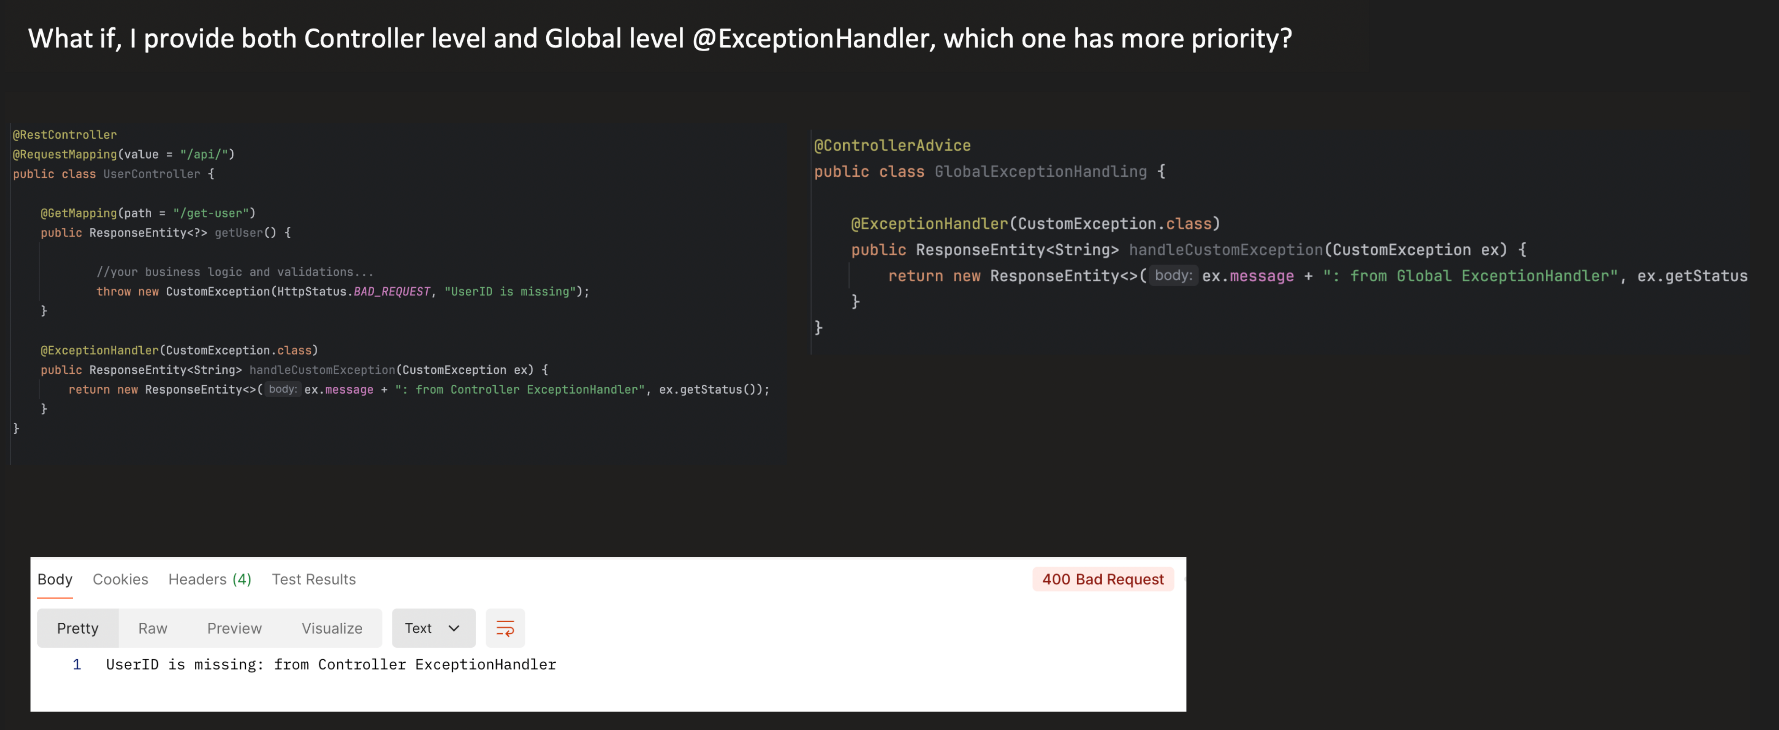 What if, I provide both Controller level and Global level @ExceptionHandler, which one has more priority?
@RestController
@RequestMapping(value = "/api/")
public class UserController {
@GetMapping(path = "/get-user")
public ResponseEntity<?> getUser() {
//your business logic and validations...
throw new CustomException(HttpStatus.BAD_REQUEST, "UserID is missing");
}
@ExceptionHandler(CustomException.class)
public ResponseEntity<String> handleCustomException(CustomException ex) {
return new ResponseEntity<>( body: ex.message + ": from Controller ExceptionHandler", ex.getStatus());
}
}
@ControllerAdvice
public class GlobalExceptionHandling {
@ExceptionHandler(CustomException.class)
public ResponseEntity<String> handleCustomException(CustomException ex) {
return new ResponseEntity<>( body: ex.message + ": from Global ExceptionHandler", ex.getStatus
}
}
Body Cookies Headers (4) Test Results 400 Bad Request
Pretty Raw Preview Visualize Text
1 UserID is missing: from Controller ExceptionHandler